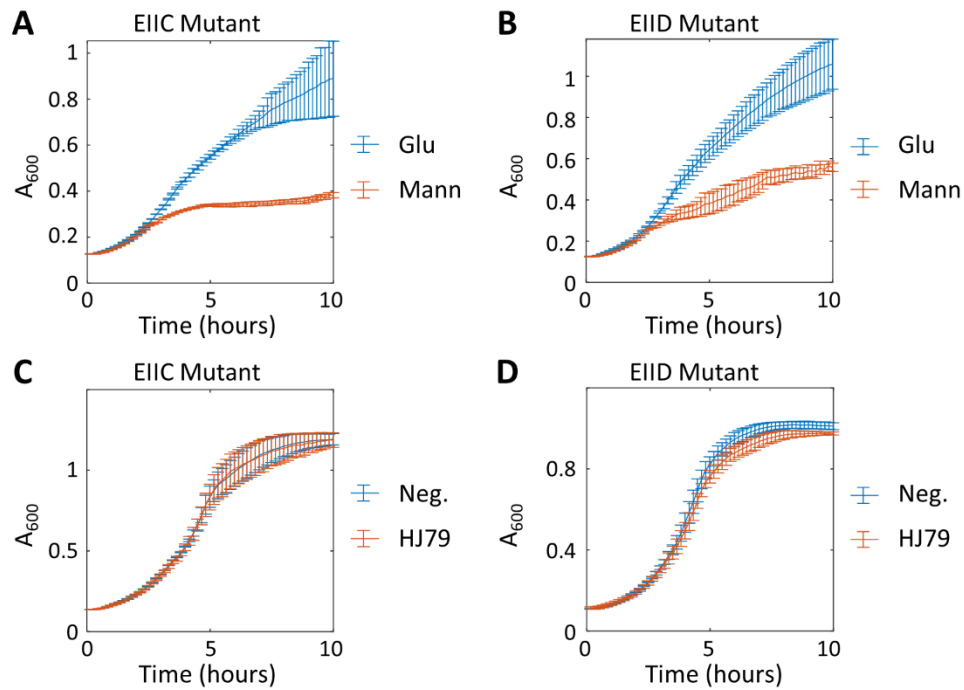 A
EIIC Mutant
1
0.8
0.6
0.4
0.2
0
A600
0
5
10
Time (hours)
Glu
Mann
B
EIID Mutant
1
0.8
0.6
0.4
0.2
0
A600
0
5
10
Time (hours)
Glu
Mann
C
EIIC Mutant
1
0.5
0
A600
0
5
10
Time (hours)
Neg.
HJ79
D
EIID Mutant
0.8
0.4
0
A600
0
5
10
Time (hours)
Neg.
HJ79